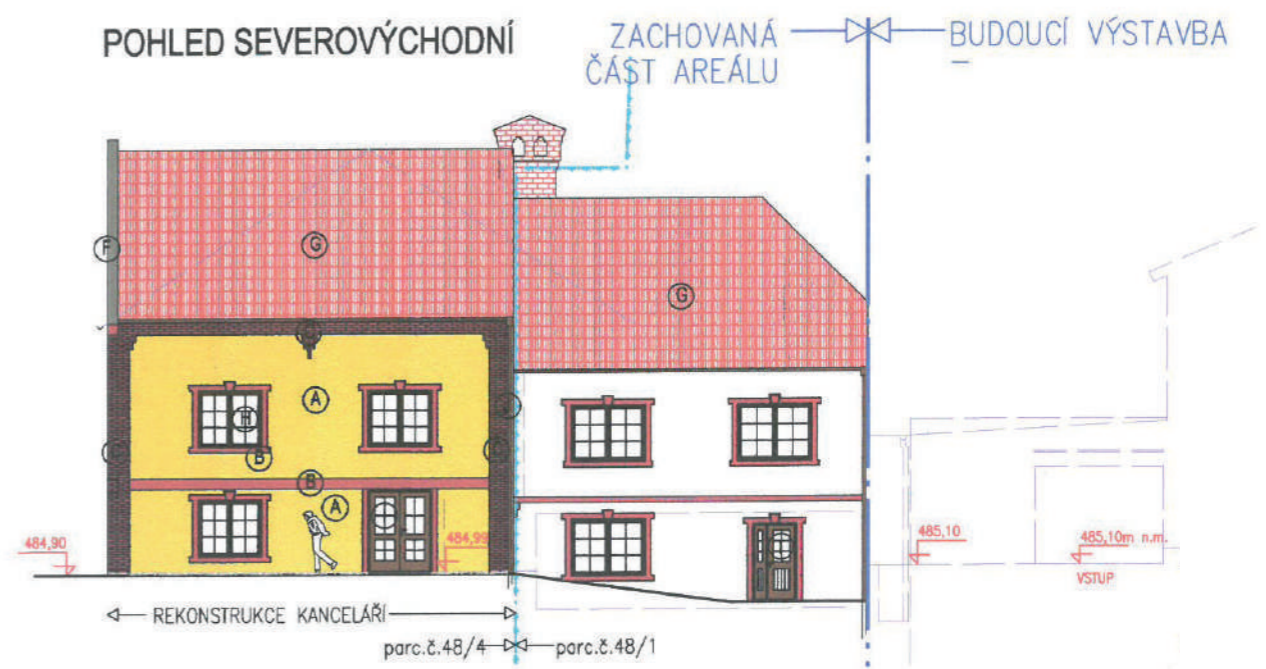 POHLED SEVEROVÝCHODNÍ
ZACHOVANÁ
ČÁST AREÁLU
BUDOUCÍ VÝSTAVBA
F
G
G
A
H
B
C
C
B
A
484,90
484,99
485,10
485,10m n.m.
VSTUP
REKONSTRUKCE KANCELÁŘÍ
parc.č.48/4
parc.č.48/1